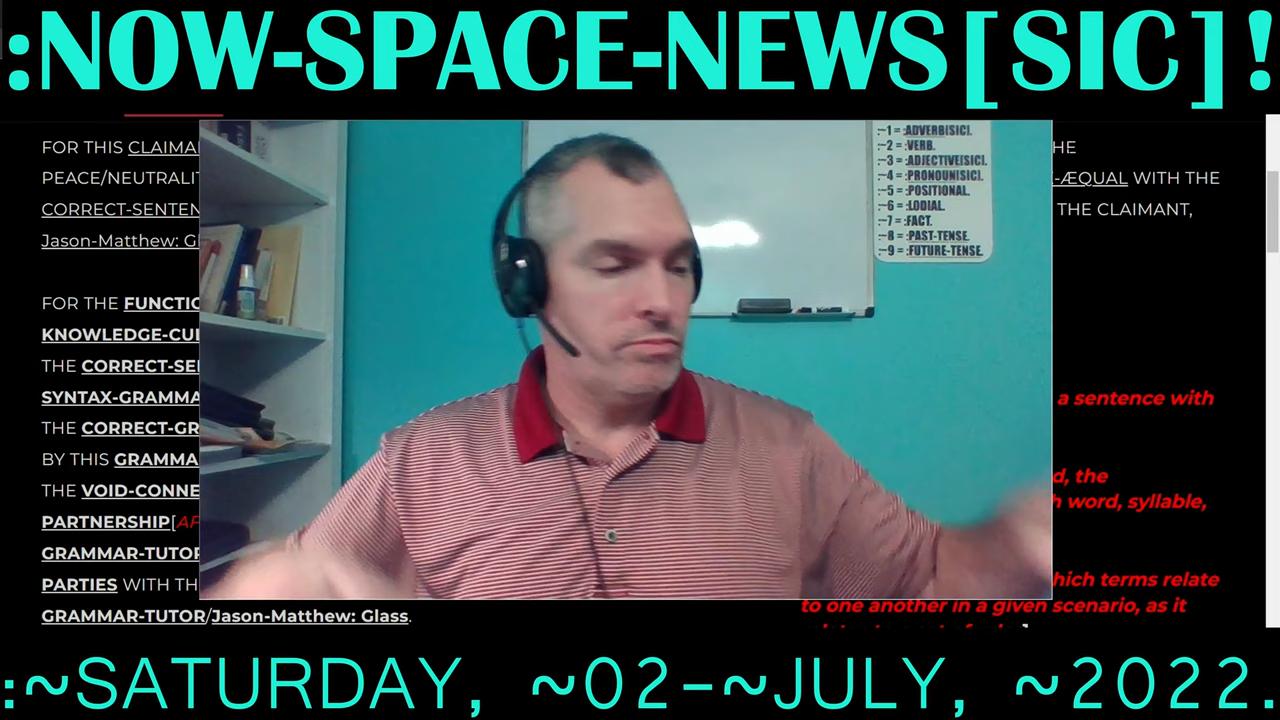 :NOW-SPACE-NEWS[SIC]!
FOR THIS CLAIMA HE
PEACE/NEUTRALIT -ÆQUAL WITH THE
CORRECT-SENTEN THE CLAIMANT,
Jason-Matthew: Gl
FOR THE FUNCTIO
KNOWLEDGE-CU
THE CORRECT-SE
SYNTAX-GRAMMA
THE CORRECT-GR
BY THIS GRAMMA
THE VOID-CONNE
PARTNERSHIP[AF
GRAMMAR-TUTOR
PARTIES WITH TH
GRAMMAR-TUTOR/Jason-Matthew: Glass.
:~1 = :ADVERB[SIC].
:~2 = :VERB.
:~3 = :ADJECTIVE[SIC].
:~4 = :PRONOUN[SIC].
:~5 = :POSITIONAL.
:~6 = :LODIAL.
:~7 = :FACT.
:~8 = :PAST-TENSE.
:~9 = :FUTURE-TENSE.
a sentence with
d, the
h word, syllable,
hich terms relate
to one another in a given scenario, as it
:~SATURDAY, ~02-~JULY, ~2022.